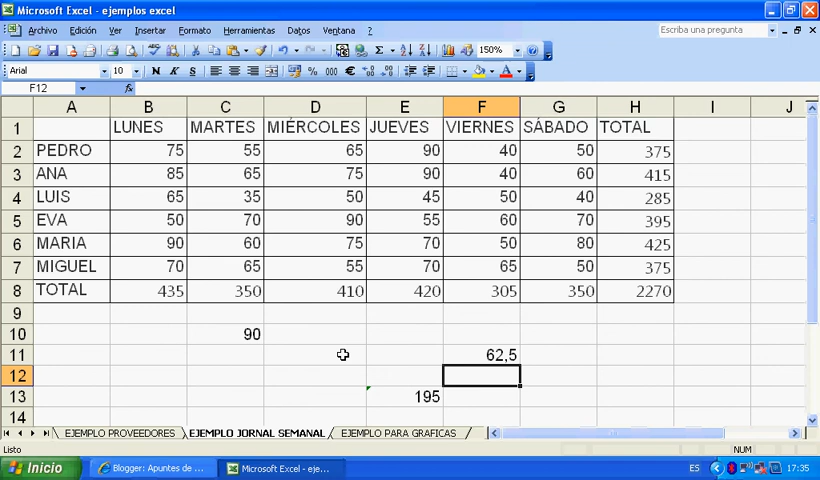 Microsoft Excel - ejemplos excel
Archivo Edición Ver Insertar Formato Herramientas Datos Ventana ? Escriba una pregunta
150%
Arial 10 N K S % 000 €
F12 fx
A B C D E F G H I J
1 LUNES MARTES MIÉRCOLES JUEVES VIERNES SÁBADO TOTAL
2 PEDRO 75 55 65 90 40 50 375
3 ANA 85 65 75 90 40 60 415
4 LUIS 65 35 50 45 50 40 285
5 EVA 50 70 90 55 60 70 395
6 MARIA 90 60 75 70 50 80 425
7 MIGUEL 70 65 55 70 65 50 375
8 TOTAL 435 350 410 420 305 350 2270
9
10 90
11 62,5
12
13 195
14
EJEMPLO PROVEEDORES EJEMPLO JORNAL SEMANAL EJEMPLO PARA GRAFICAS
Listo NUM
Inicio Blogger: Apuntes de ... Microsoft Excel - eje... ES 17:35